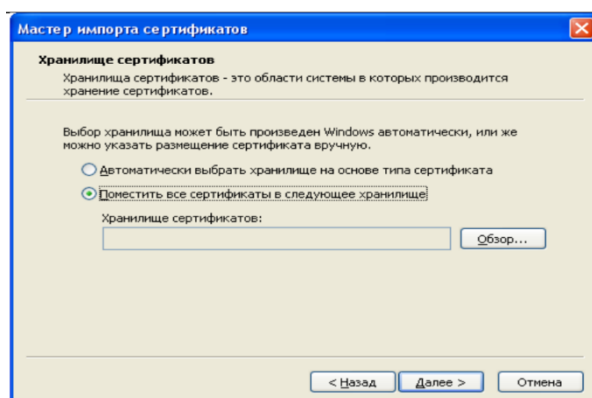 Мастер импорта сертификатов
Хранилище сертификатов
Хранилища сертификатов - это области системы в которых производится
хранение сертификатов.
Выбор хранилища может быть произведен Windows автоматически, или же
можно указать размещение сертификата вручную.
Автоматически выбрать хранилище на основе типа сертификата
Поместить все сертификаты в следующее хранилище
Хранилище сертификатов:
Обзор...
< Назад Далее > Отмена